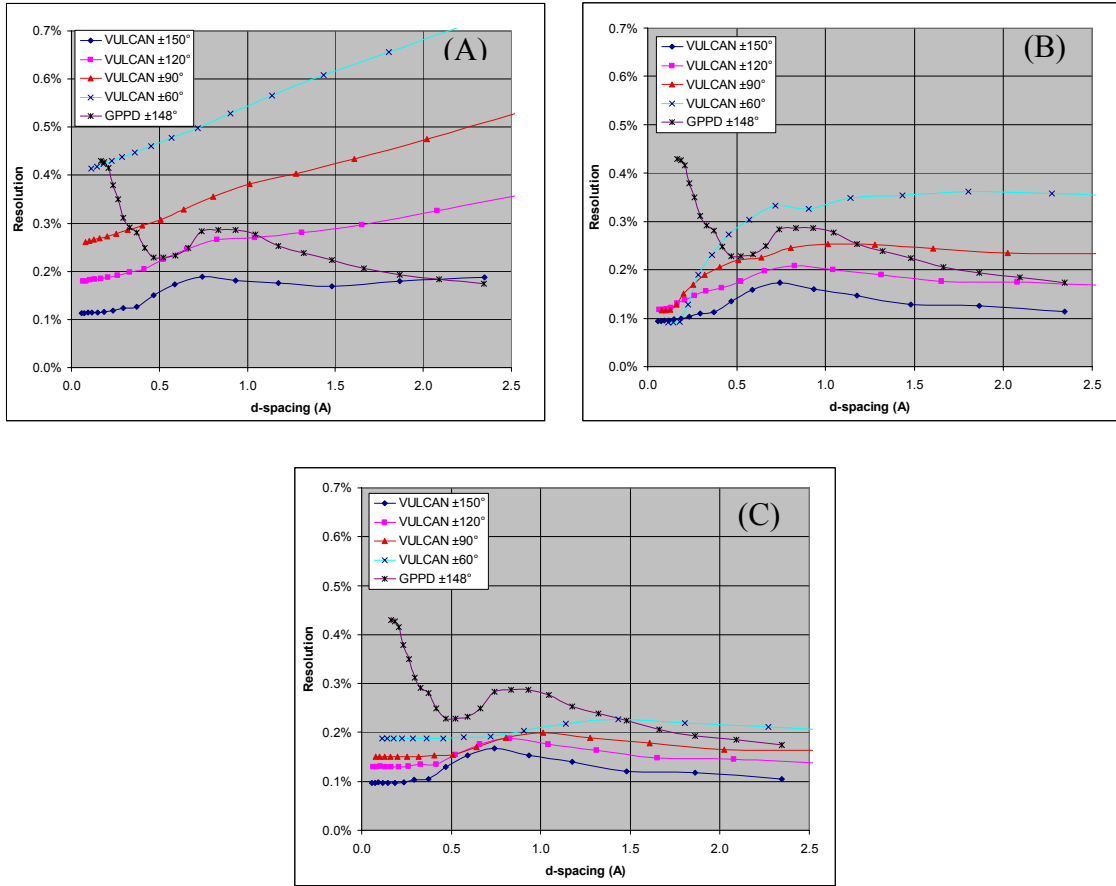 (A)
0.7%
0.6%
0.5%
0.4%
0.3%
0.2%
0.1%
0.0%
Resolution
VULCAN ±150°
VULCAN ±120°
VULCAN ±90°
VULCAN ±60°
GPPD ±148°
0.0 0.5 1.0 1.5 2.0 2.5
d-spacing (A)
(B)
0.7%
0.6%
0.5%
0.4%
0.3%
0.2%
0.1%
0.0%
Resolution
VULCAN ±150°
VULCAN ±120°
VULCAN ±90°
VULCAN ±60°
GPPD ±148°
0.0 0.5 1.0 1.5 2.0 2.5
d-spacing (A)
(C)
0.7%
0.6%
0.5%
0.4%
0.3%
0.2%
0.1%
0.0%
Resolution
VULCAN ±150°
VULCAN ±120°
VULCAN ±90°
VULCAN ±60°
GPPD ±148°
0.0 0.5 1.0 1.5 2.0 2.5
d-spacing (A)